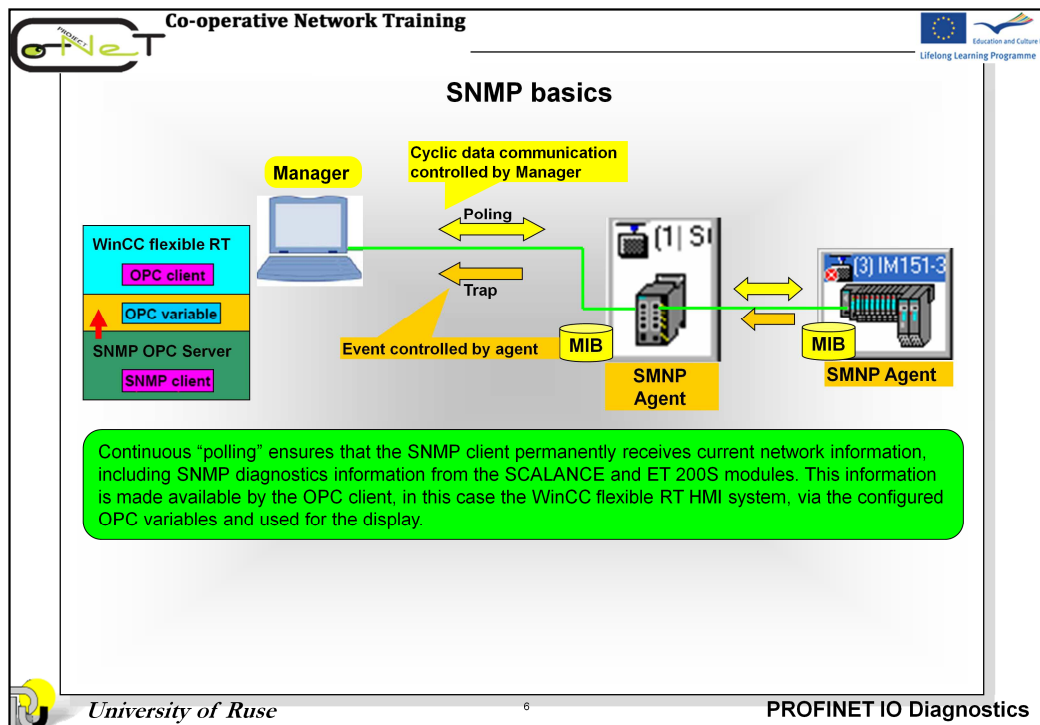 Co-operative Network Training
PROJECT
CoNeT
Education and Culture
Lifelong Learning Programme
SNMP basics
Manager
Cyclic data communication
controlled by Manager
Poling
Trap
Event controlled by agent
WinCC flexible RT
OPC client
OPC variable
SNMP OPC Server
SNMP client
(1|
MIB
SMNP
Agent
(3) IM151-3
MIB
SMNP Agent
Continuous “polling” ensures that the SNMP client permanently receives current network information,
including SNMP diagnostics information from the SCALANCE and ET 200S modules. This information
is made available by the OPC client, in this case the WinCC flexible RT HMI system, via the configured
OPC variables and used for the display.
University of Ruse
6
PROFINET IO Diagnostics